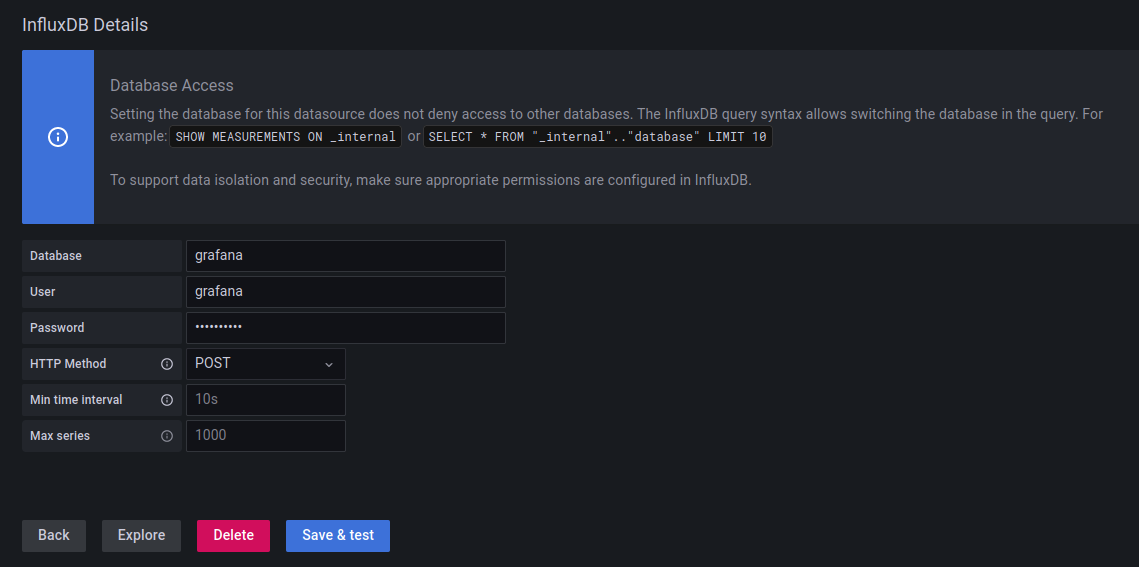 InfluxDB Details
Database Access
Setting the database for this datasource does not deny access to other databases. The InfluxDB query syntax allows switching the database in the query. For
example: SHOW MEASUREMENTS ON _internal or SELECT * FROM "_internal".."database" LIMIT 10
To support data isolation and security, make sure appropriate permissions are configured in InfluxDB.
Database grafana
User grafana
Password ••••••••••
HTTP Method POST
Min time interval 10s
Max series 1000
Back Explore Delete Save & test